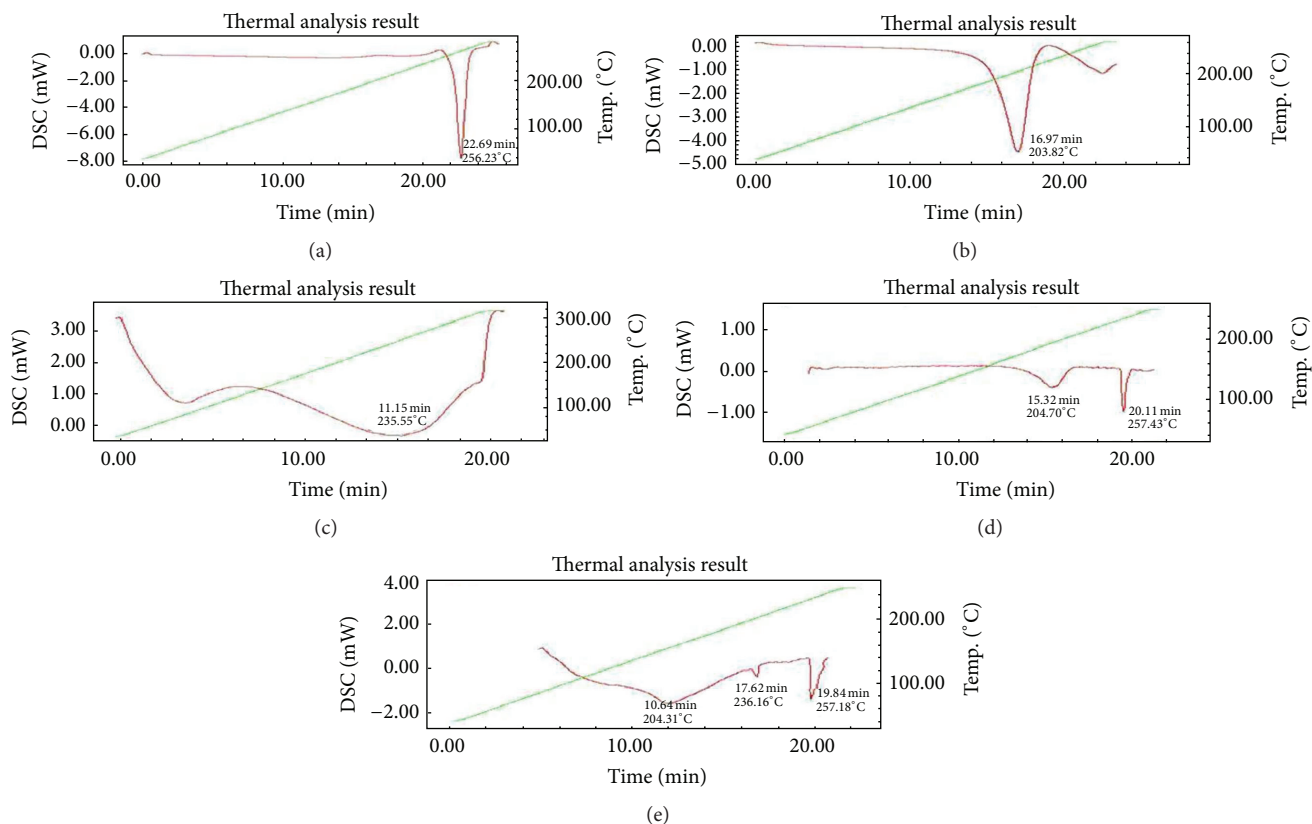 Thermal analysis result
0.00
−2.00
−4.00
−6.00
−8.00
DSC (mW)
200.00
100.00
Temp. (°C)
22.69 min
256.23°C
0.00
10.00
20.00
Time (min)
(a)
Thermal analysis result
0.00
−1.00
−2.00
−3.00
−4.00
−5.00
DSC (mW)
200.00
100.00
Temp. (°C)
16.97 min
203.82°C
0.00
10.00
20.00
Time (min)
(b)
Thermal analysis result
3.00
2.00
1.00
0.00
DSC (mW)
300.00
200.00
100.00
Temp. (°C)
11.15 min
235.55°C
0.00
10.00
20.00
Time (min)
(c)
Thermal analysis result
1.00
0.00
−1.00
DSC (mW)
200.00
100.00
Temp. (°C)
15.32 min
204.70°C
20.11 min
257.43°C
0.00
10.00
20.00
Time (min)
(d)
Thermal analysis result
4.00
2.00
0.00
−2.00
DSC (mW)
200.00
100.00
Temp. (°C)
10.64 min
204.31°C
17.62 min
236.16°C
19.84 min
257.18°C
0.00
10.00
20.00
Time (min)
(e)